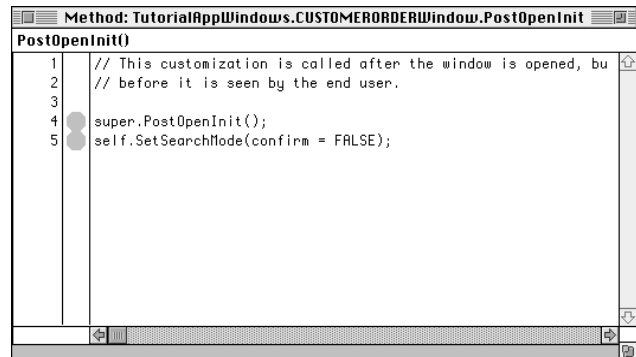 Method: TutorialAppWindows.CUSTOMERORDERWindow.PostOpenInit
PostOpenInit()
1 // This customization is called after the window is opened, bu
2 // before it is seen by the end user.
3
4 super.PostOpenInit();
5 self.SetSearchMode(confirm = FALSE);